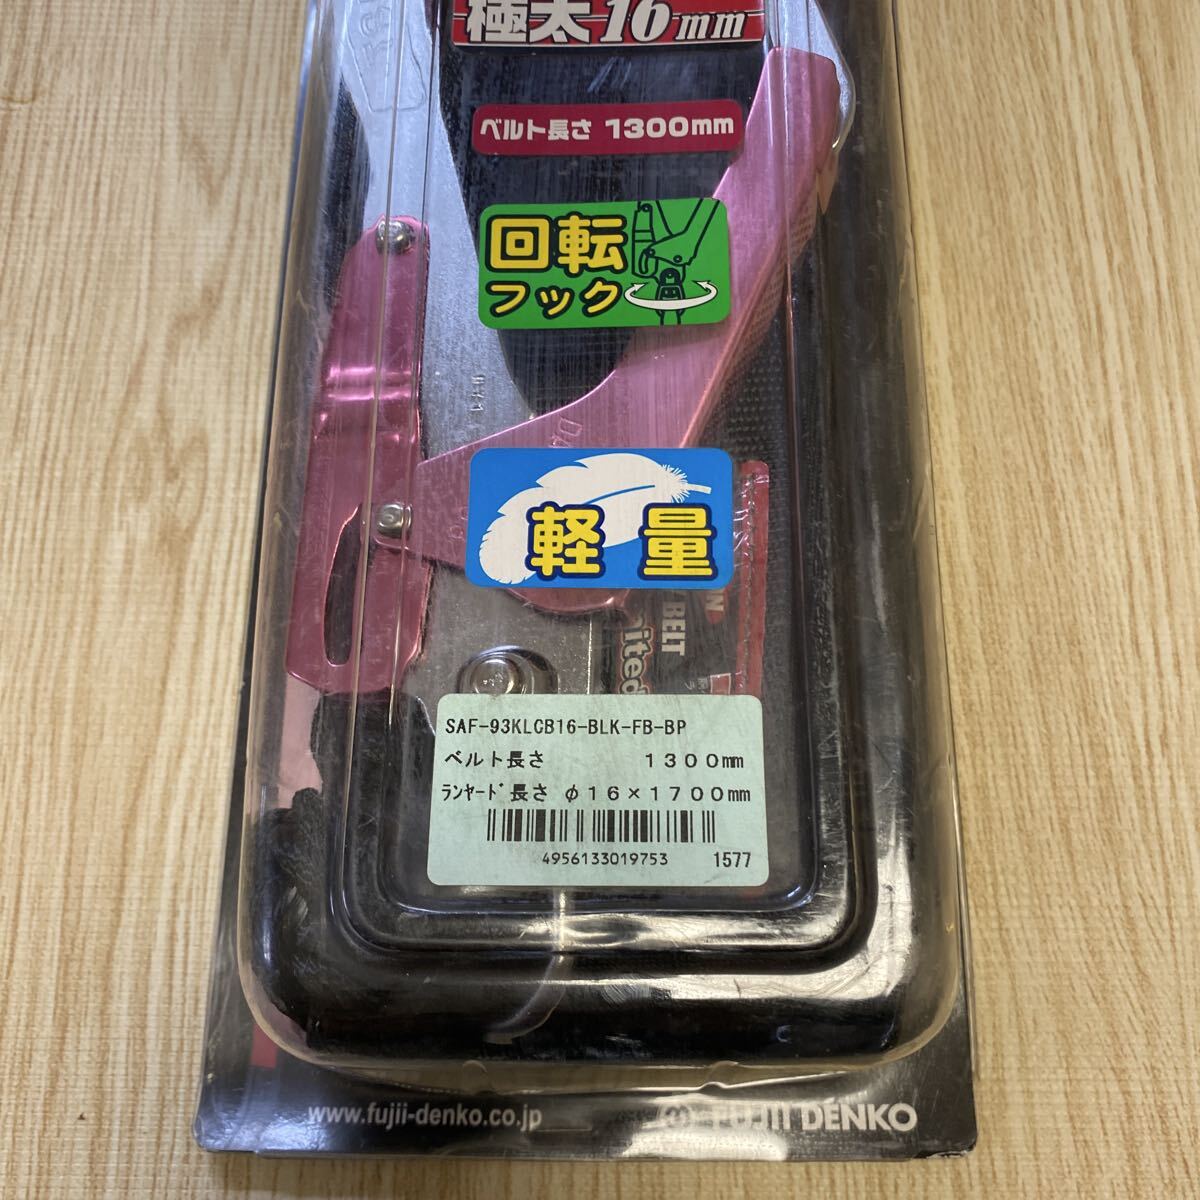 極太16mm
ベルト長さ 1300mm
回転
フック
軽量
BELT
SAF-93KLCB16-BLK-FB-BP
ベルト長さ 1300mm
ﾗﾝﾔｰﾄﾞ長さ φ16×1700mm
4956133019753 1577
www.fujii-denko.co.jp
FUJII DENKO